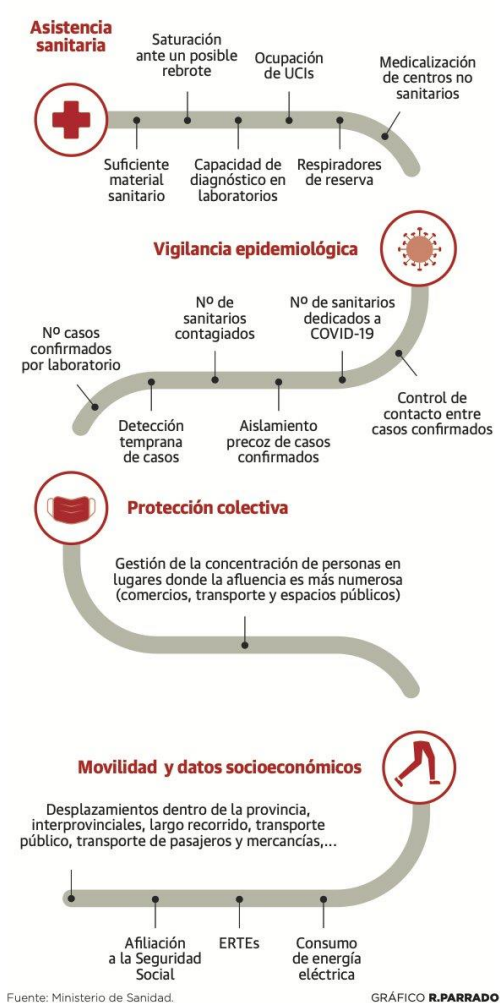 Asistencia
sanitaria
Saturación
ante un posible
rebrote
Ocupación
de UCIs
Medicalización
de centros no
sanitarios
Suficiente
material
sanitario
Capacidad de
diagnóstico en
laboratorios
Respiradores
de reserva
Vigilancia epidemiológica
Nº casos
confirmados
por laboratorio
Nº de
sanitarios
contagiados
Nº de sanitarios
dedicados a
COVID-19
Detección
temprana
de casos
Aislamiento
precoz de casos
confirmados
Control de
contacto entre
casos confirmados
Protección colectiva
Gestión de la concentración de personas en
lugares donde la afluencia es más numerosa
(comercios, transporte y espacios públicos)
Movilidad y datos socioeconómicos
Desplazamientos dentro de la provincia,
interprovinciales, largo recorrido, transporte
público, transporte de pasajeros y mercancías,...
Afiliación
a la Seguridad
Social
ERTEs
Consumo
de energía
eléctrica
Fuente: Ministerio de Sanidad.
GRÁFICO R.PARRADO